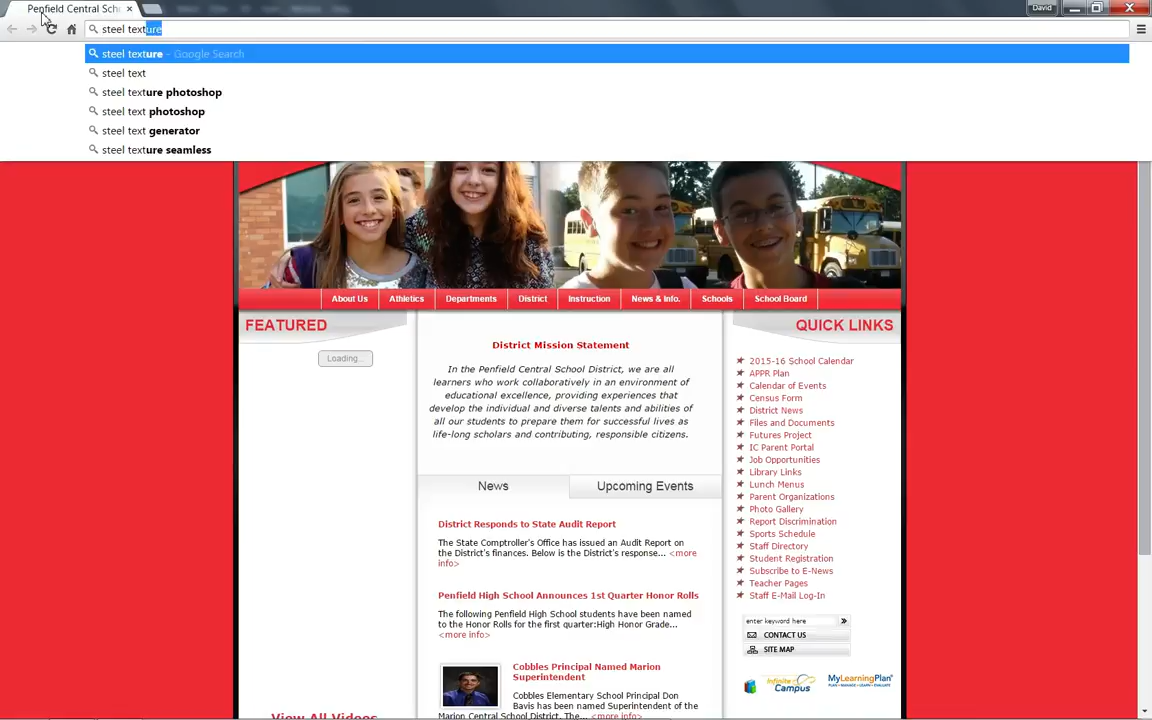 Penfield Central Scho
David
steel texture
steel texture – Google Search
steel text
steel texture photoshop
steel text photoshop
steel text generator
steel texture seamless
About Us
Athletics
Departments
District
Instruction
News & Info.
Schools
School Board
FEATURED
Loading...
View All Videos
District Mission Statement
In the Penfield Central School District, we are all
learners who work collaboratively in an environment of
educational excellence, providing experiences that
develop the individual and diverse talents and abilities of
all our students to prepare them for successful lives as
life-long scholars and contributing, responsible citizens.
News
Upcoming Events
District Responds to State Audit Report
The State Comptroller's Office has issued an Audit Report on
the District's finances. Below is the District's response... <more
info>
Penfield High School Announces 1st Quarter Honor Rolls
The following Penfield High School students have been named
to the Honor Rolls for the first quarter:High Honor Grade...
<more info>
Cobbles Principal Named Marion
Superintendent
Cobbles Elementary School Principal Don
Bavis has been named Superintendent of the
Marion Central School District. The... <more info>
QUICK LINKS
2015-16 School Calendar
APPR Plan
Calendar of Events
Census Form
District News
Files and Documents
Futures Project
IC Parent Portal
Job Opportunities
Library Links
Lunch Menus
Parent Organizations
Photo Gallery
Report Discrimination
Sports Schedule
Staff Directory
Student Registration
Subscribe to E-News
Teacher Pages
Staff E-Mail Log-In
enter keyword here
CONTACT US
SITE MAP
Infinite Campus
MyLearningPlan
PLAN • MANAGE • LEARN • EVALUATE